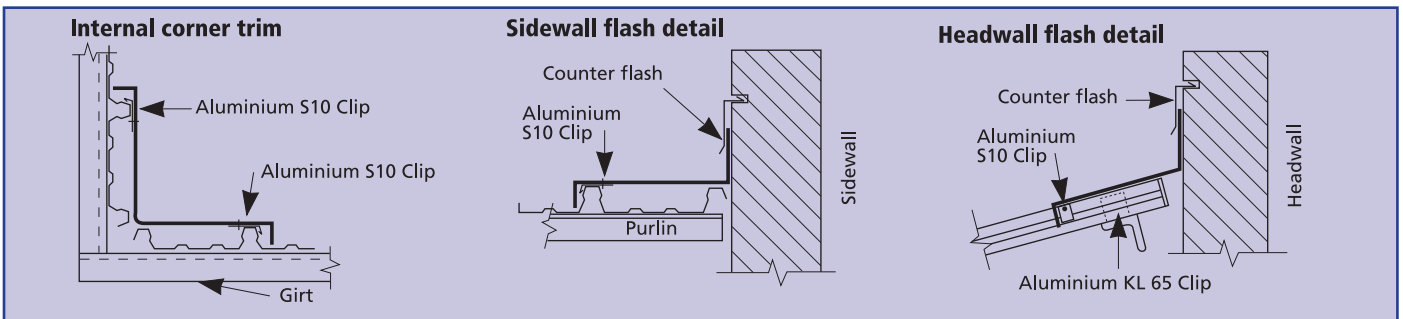 Internal corner trim
Aluminium S10 Clip
Aluminium S10 Clip
Girt
Sidewall flash detail
Counter flash
Aluminium
S10 Clip
Purlin
Sidewall
Headwall flash detail
Counter flash
Aluminium
S10 Clip
Aluminium KL 65 Clip
Headwall